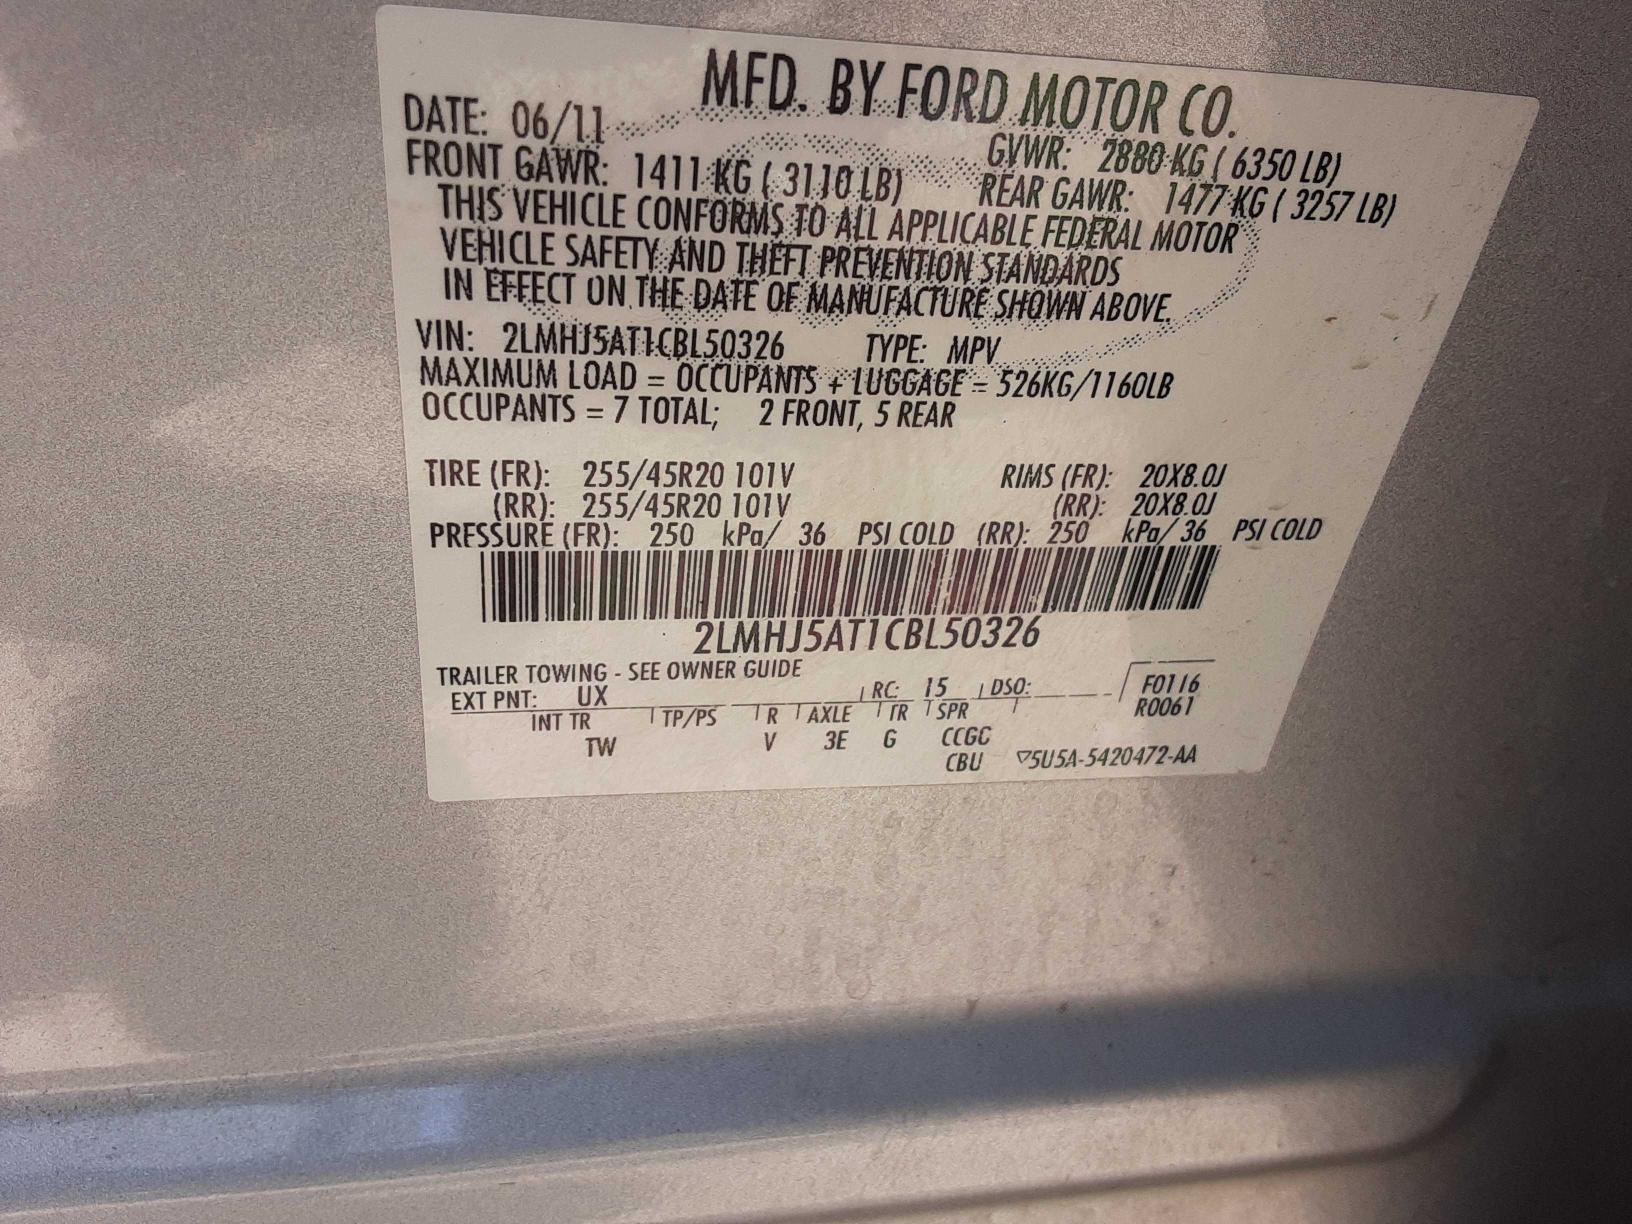 MFD. BY FORD MOTOR CO.
DATE: 06/11 GVWR: 2880 KG ( 6350 LB)
FRONT GAWR: 1411 KG ( 3110 LB) REAR GAWR: 1477 KG ( 3257 LB)
THIS VEHICLE CONFORMS TO ALL APPLICABLE FEDERAL MOTOR
VEHICLE SAFETY AND THEFT PREVENTION STANDARDS
IN EFFECT ON THE DATE OF MANUFACTURE SHOWN ABOVE.
VIN: 2LMHJ5AT1CBL50326 TYPE: MPV
MAXIMUM LOAD = OCCUPANTS + LUGGAGE = 526KG/1160LB
OCCUPANTS = 7 TOTAL; 2 FRONT, 5 REAR
TIRE (FR): 255/45R20 101V RIMS (FR): 20X8.0J
(RR): 255/45R20 101V (RR): 20X8.0J
PRESSURE (FR): 250 kPa/ 36 PSI COLD (RR): 250 kPa/ 36 PSI COLD
2LMHJ5AT1CBL50326
TRAILER TOWING - SEE OWNER GUIDE
EXT PNT: UX RC: 15 DSO: F0116
INT TR TP/PS R AXLE TR SPR R0061
TW V 3E G CCGC
CBU ▽5U5A-5420472-AA